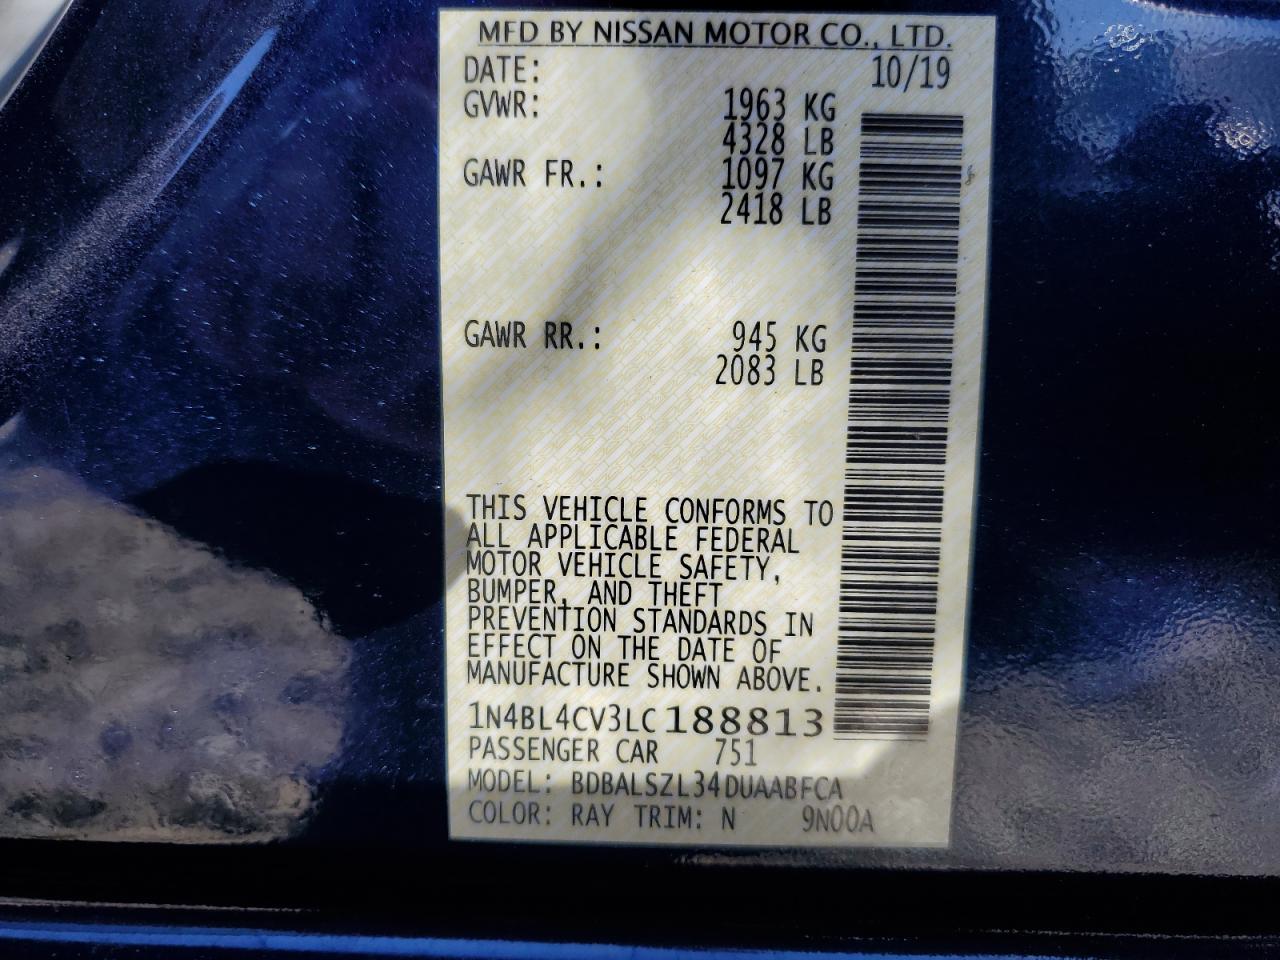 MFD BY NISSAN MOTOR CO., LTD.
DATE: 10/19
GVWR: 1963 KG
4328 LB
GAWR FR.: 1097 KG
2418 LB
GAWR RR.: 945 KG
2083 LB
THIS VEHICLE CONFORMS TO
ALL APPLICABLE FEDERAL
MOTOR VEHICLE SAFETY,
BUMPER, AND THEFT
PREVENTION STANDARDS IN
EFFECT ON THE DATE OF
MANUFACTURE SHOWN ABOVE.
1N4BL4CV3LC188813
PASSENGER CAR 751
MODEL: BDBALSZL34DUAABFCA
COLOR: RAY TRIM: N 9N00A